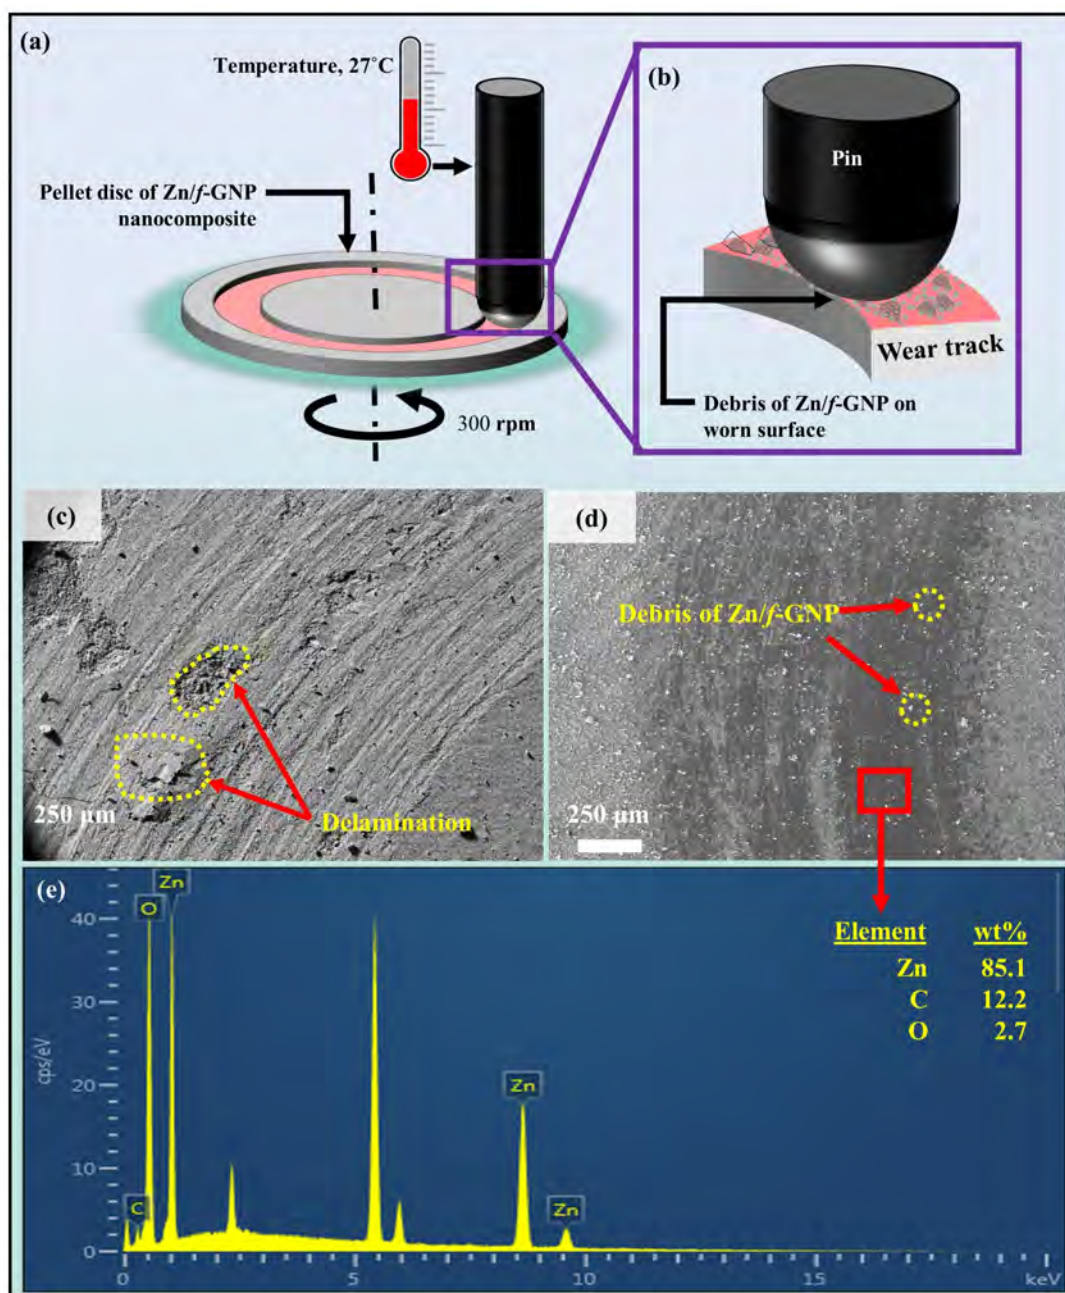 (a)
Temperature, 27°C
Pellet disc of Zn/f-GNP
nanocomposite
300 rpm
(b)
Pin
Wear track
Debris of Zn/f-GNP on
worn surface
(c)
250 µm
Delamination
(d)
Debris of Zn/f-GNP
250 µm
(e)
Element wt%
Zn 85.1
C 12.2
O 2.7
Zn
O
C
Zn
Zn
cps/eV
40
30
20
10
0
0 5 10 15 keV